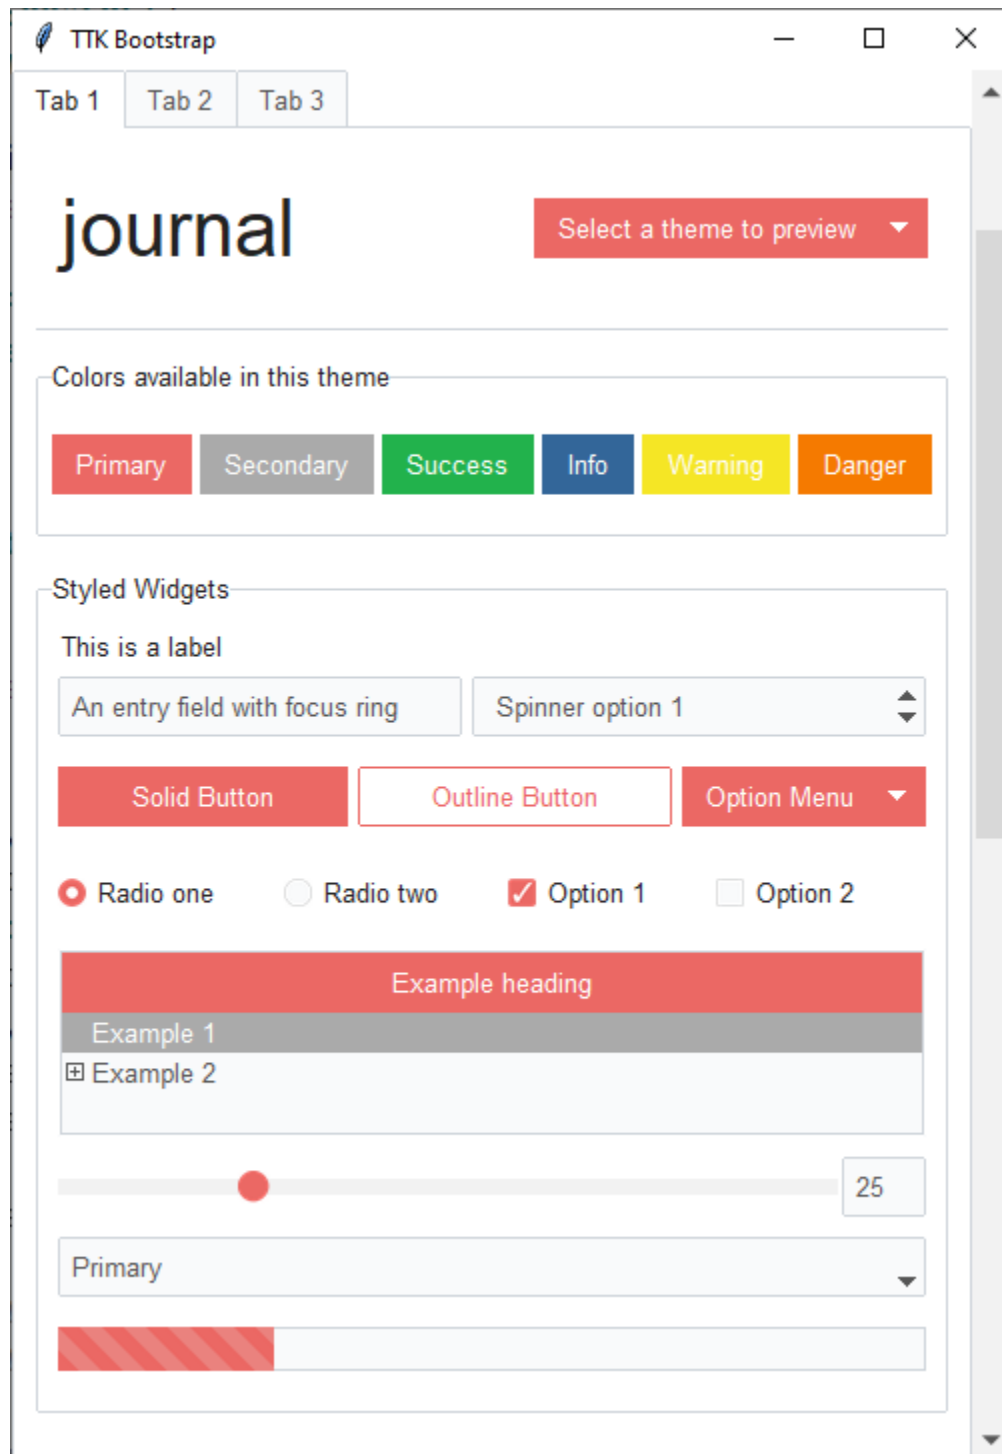 TTK Bootstrap
Tab 1 Tab 2 Tab 3
journal
Select a theme to preview
Colors available in this theme
Primary Secondary Success Info Warning Danger
Styled Widgets
This is a label
An entry field with focus ring Spinner option 1
Solid Button Outline Button Option Menu
Radio one Radio two Option 1 Option 2
Example heading
Example 1
Example 2
25
Primary